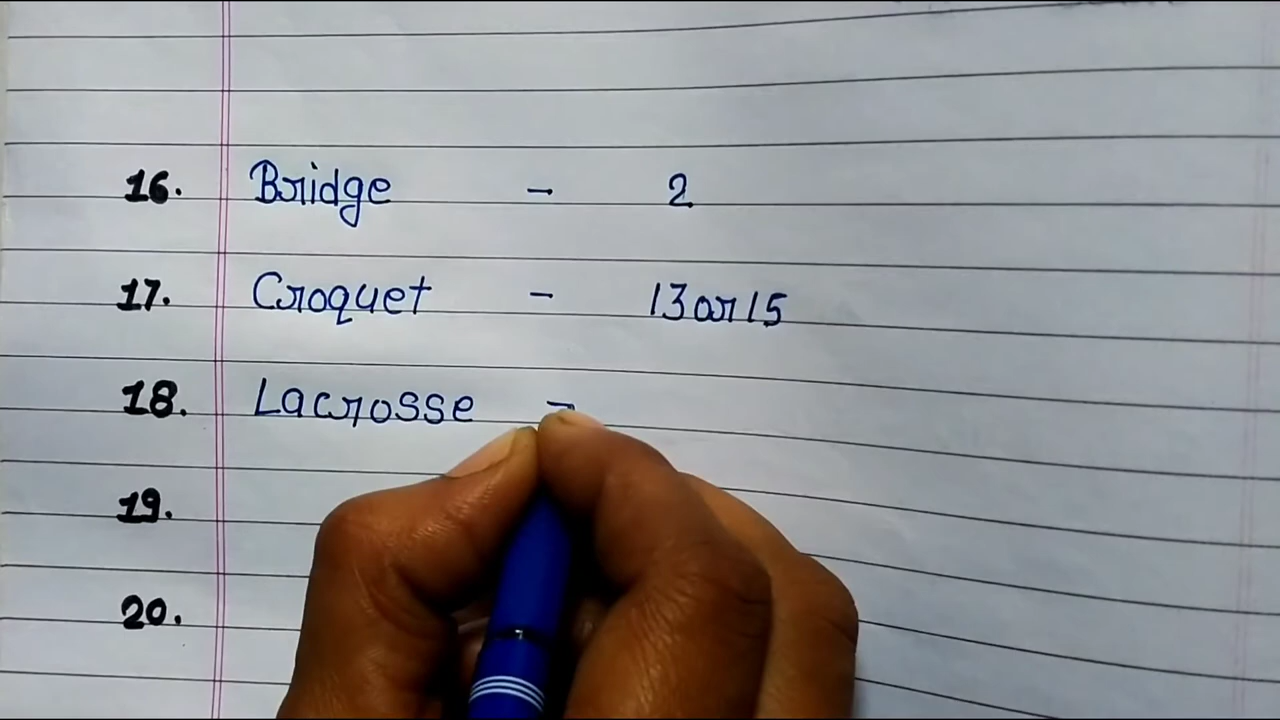 16. Bridge - 2
17. Croquet - 13 or 15
18. Lacrosse -
19.
20.